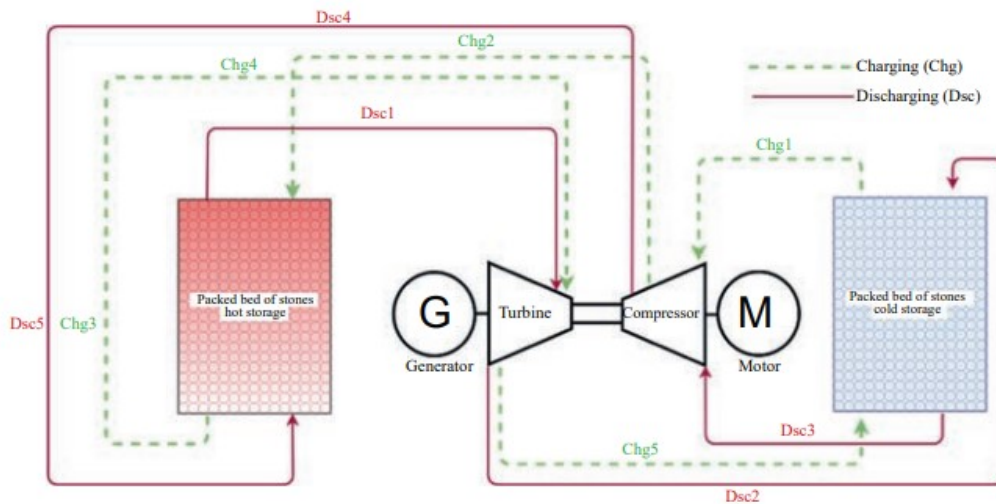 Dsc4
Chg2
Chg4
Charging (Chg)
Discharging (Dsc)
Dsc1
Chg1
Packed bed of stones
hot storage
Packed bed of stones
cold storage
G
Turbine
Compressor
M
Dsc5
Chg3
Generator
Motor
Dsc3
Chg5
Dsc2